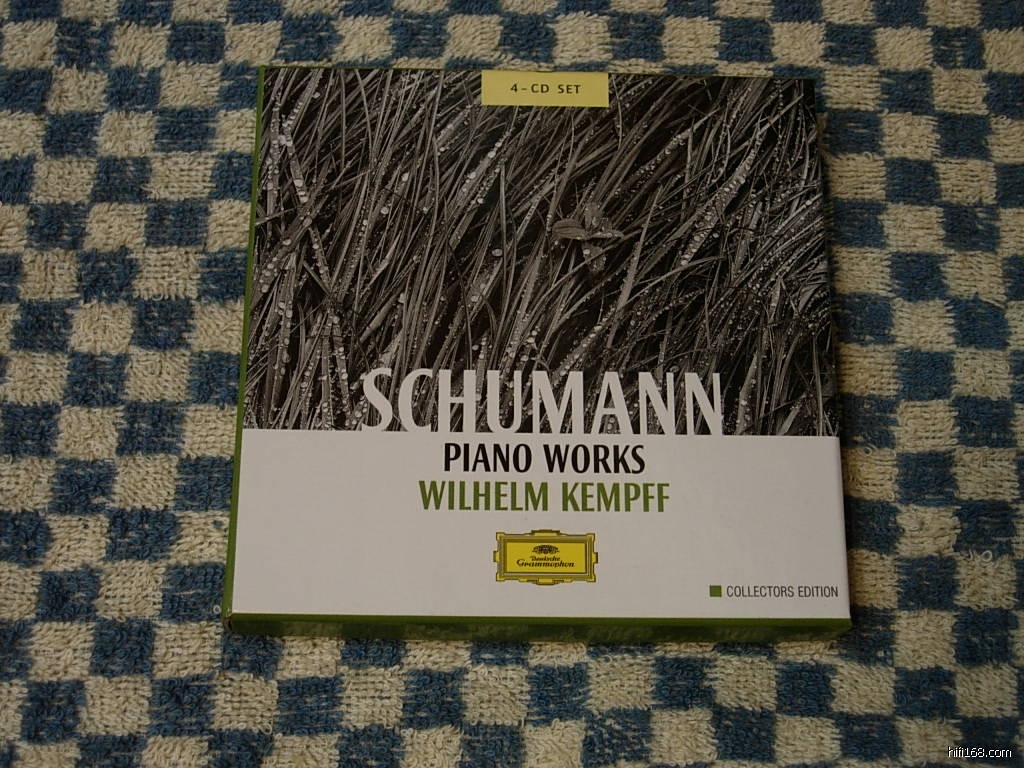 4-CD SET
SCHUMANN
PIANO WORKS
WILHELM KEMPFF
Deutsche
Grammophon
COLLECTORS EDITION
hifi168.com